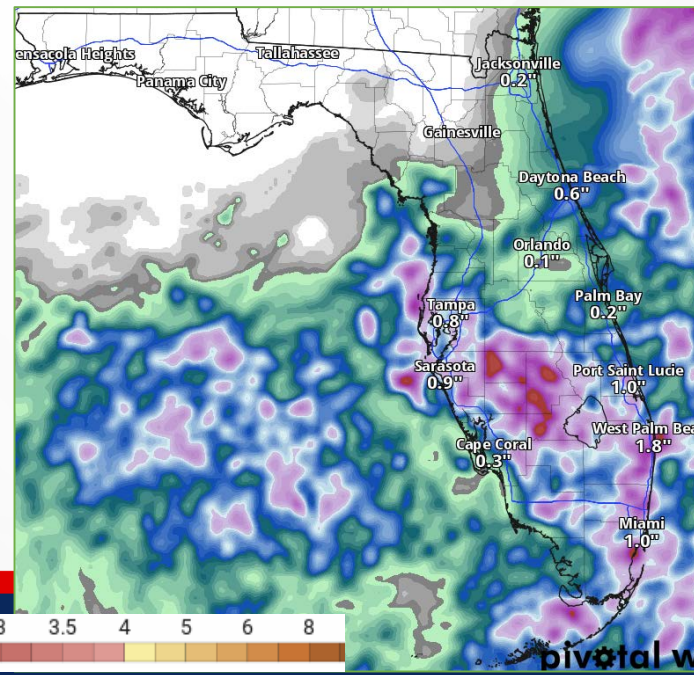 ensacola Heights
Tallahassee
Panama City
Jacksonville
0.2"
Gainesville
Daytona Beach
0.6"
Orlando
0.1"
Palm Bay
0.2"
Tampa
0.8"
Sarasota
0.9"
Port Saint Lucie
1.0"
West Palm Bea
1.8"
Cape Coral
0.3"
Miami
1.0"
3 3.5 4 5 6 8
pivotal w